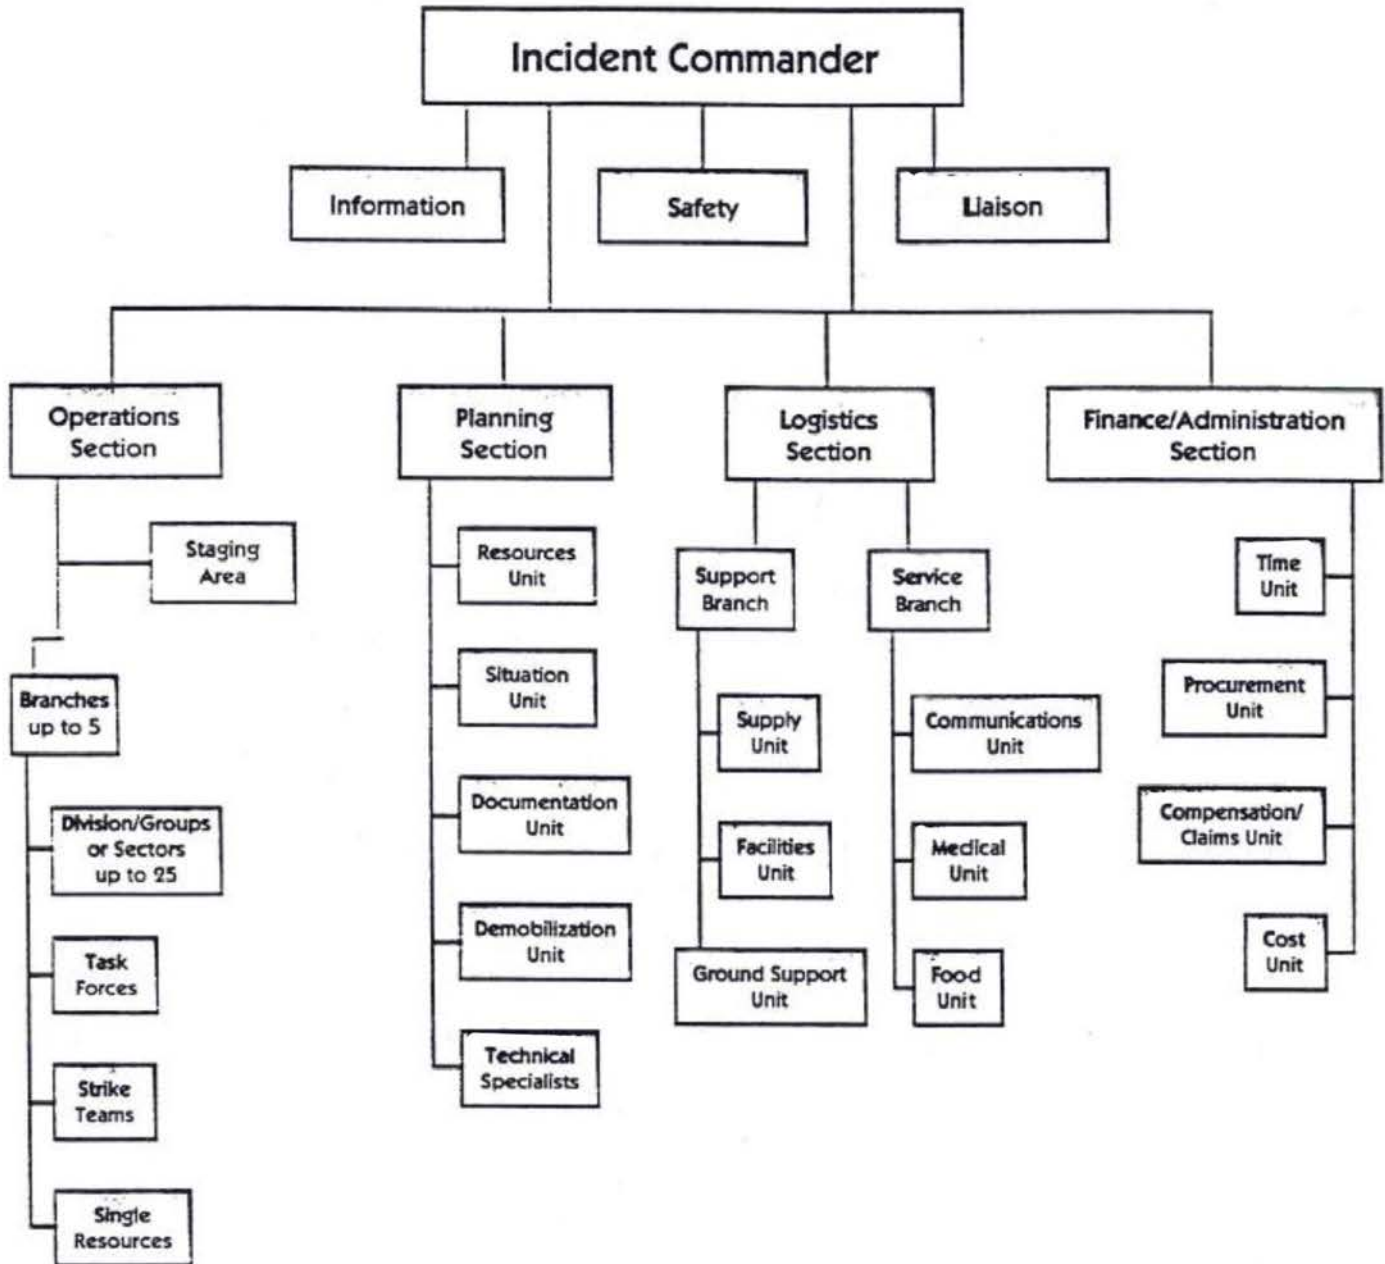 Incident Commander
Information
Safety
Liaison
Operations
Section
Planning
Section
Logistics
Section
Finance/Administration
Section
Staging
Area
Branches
up to 5
Division/Groups
or Sectors
up to 25
Task
Forces
Strike
Teams
Single
Resources
Resources
Unit
Situation
Unit
Documentation
Unit
Demobilization
Unit
Technical
Specialists
Support
Branch
Supply
Unit
Facilities
Unit
Ground Support
Unit
Service
Branch
Communications
Unit
Medical
Unit
Food
Unit
Time
Unit
Procurement
Unit
Compensation/
Claims Unit
Cost
Unit